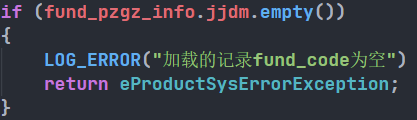 if (fund_pzgz_info.jjdm.empty())
{
    LOG_ERROR("加载的记录fund_code为空")
    return eProductSysErrorException;
}